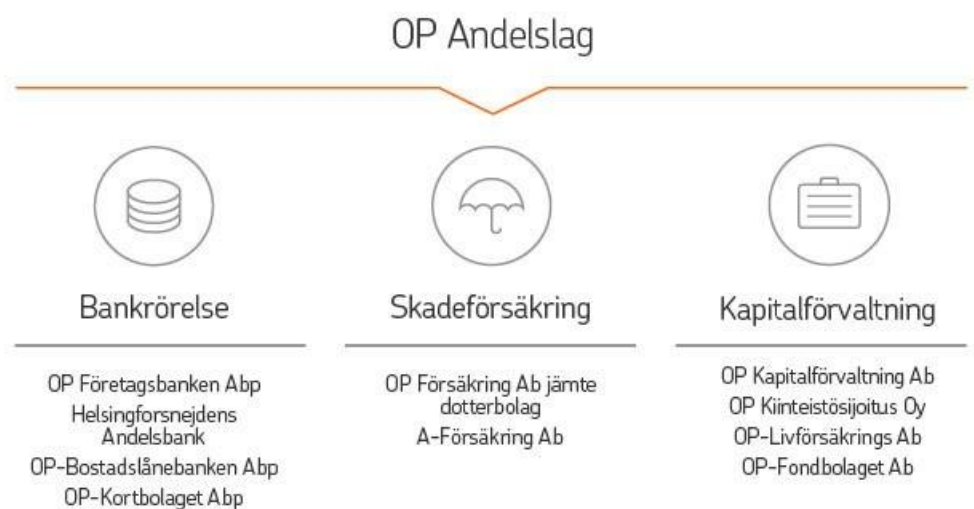 OP Andelslag
Bankrörelse
OP Företagsbanken Abp
Helsingforsnejdens
Andelsbank
OP-Bostadslånebanken Abp
OP-Kortbolaget Abp
Skadeförsäkring
OP Försäkring Ab jämte
dotterbolag
A-Försäkring Ab
Kapitalförvaltning
OP Kapitalförvaltning Ab
OP Kiinteistösijoitus Oy
OP-Livförsäkrings Ab
OP-Fondbolaget Ab